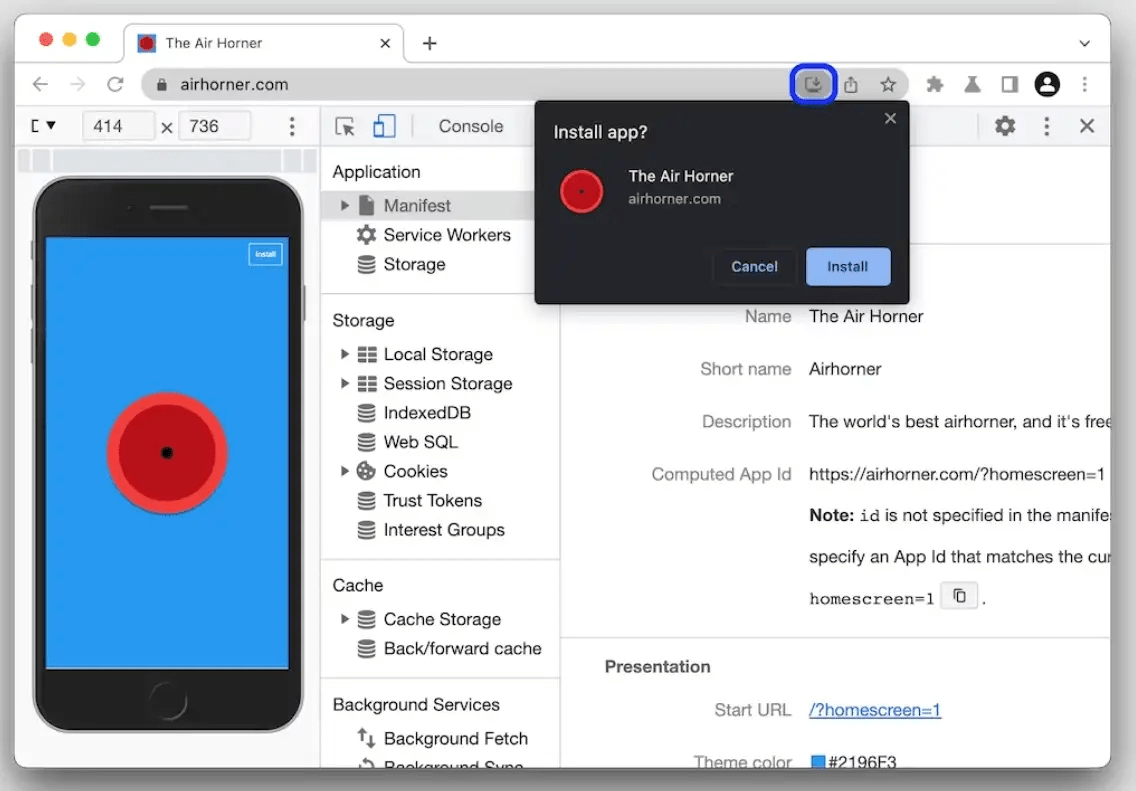 The Air Horner
airhorner.com
414 × 736
Console
Install app?
The Air Horner
airhorner.com
Cancel
Install
Install
Application
Manifest
Service Workers
Storage
Storage
Local Storage
Session Storage
IndexedDB
Web SQL
Cookies
Trust Tokens
Interest Groups
Cache
Cache Storage
Back/forward cache
Background Services
Background Fetch
Background Sync
Name The Air Horner
Short name Airhorner
Description The world's best airhorner, and it's free
Computed App Id https://airhorner.com/?homescreen=1
Note: id is not specified in the manife
specify an App Id that matches the cur
homescreen=1 .
Presentation
Start URL /?homescreen=1
Theme color #2196F3